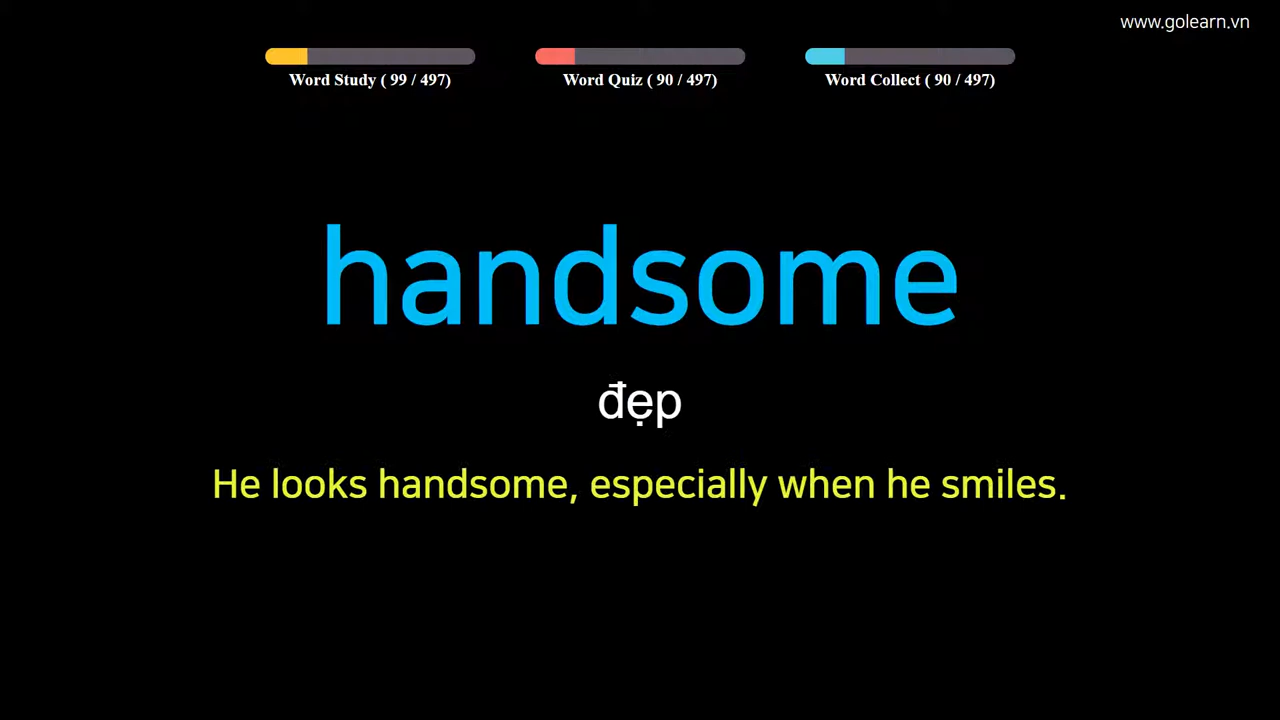 www.golearn.vn
Word Study ( 99 / 497)
Word Quiz ( 90 / 497)
Word Collect ( 90 / 497)
handsome
đẹp
He looks handsome, especially when he smiles.